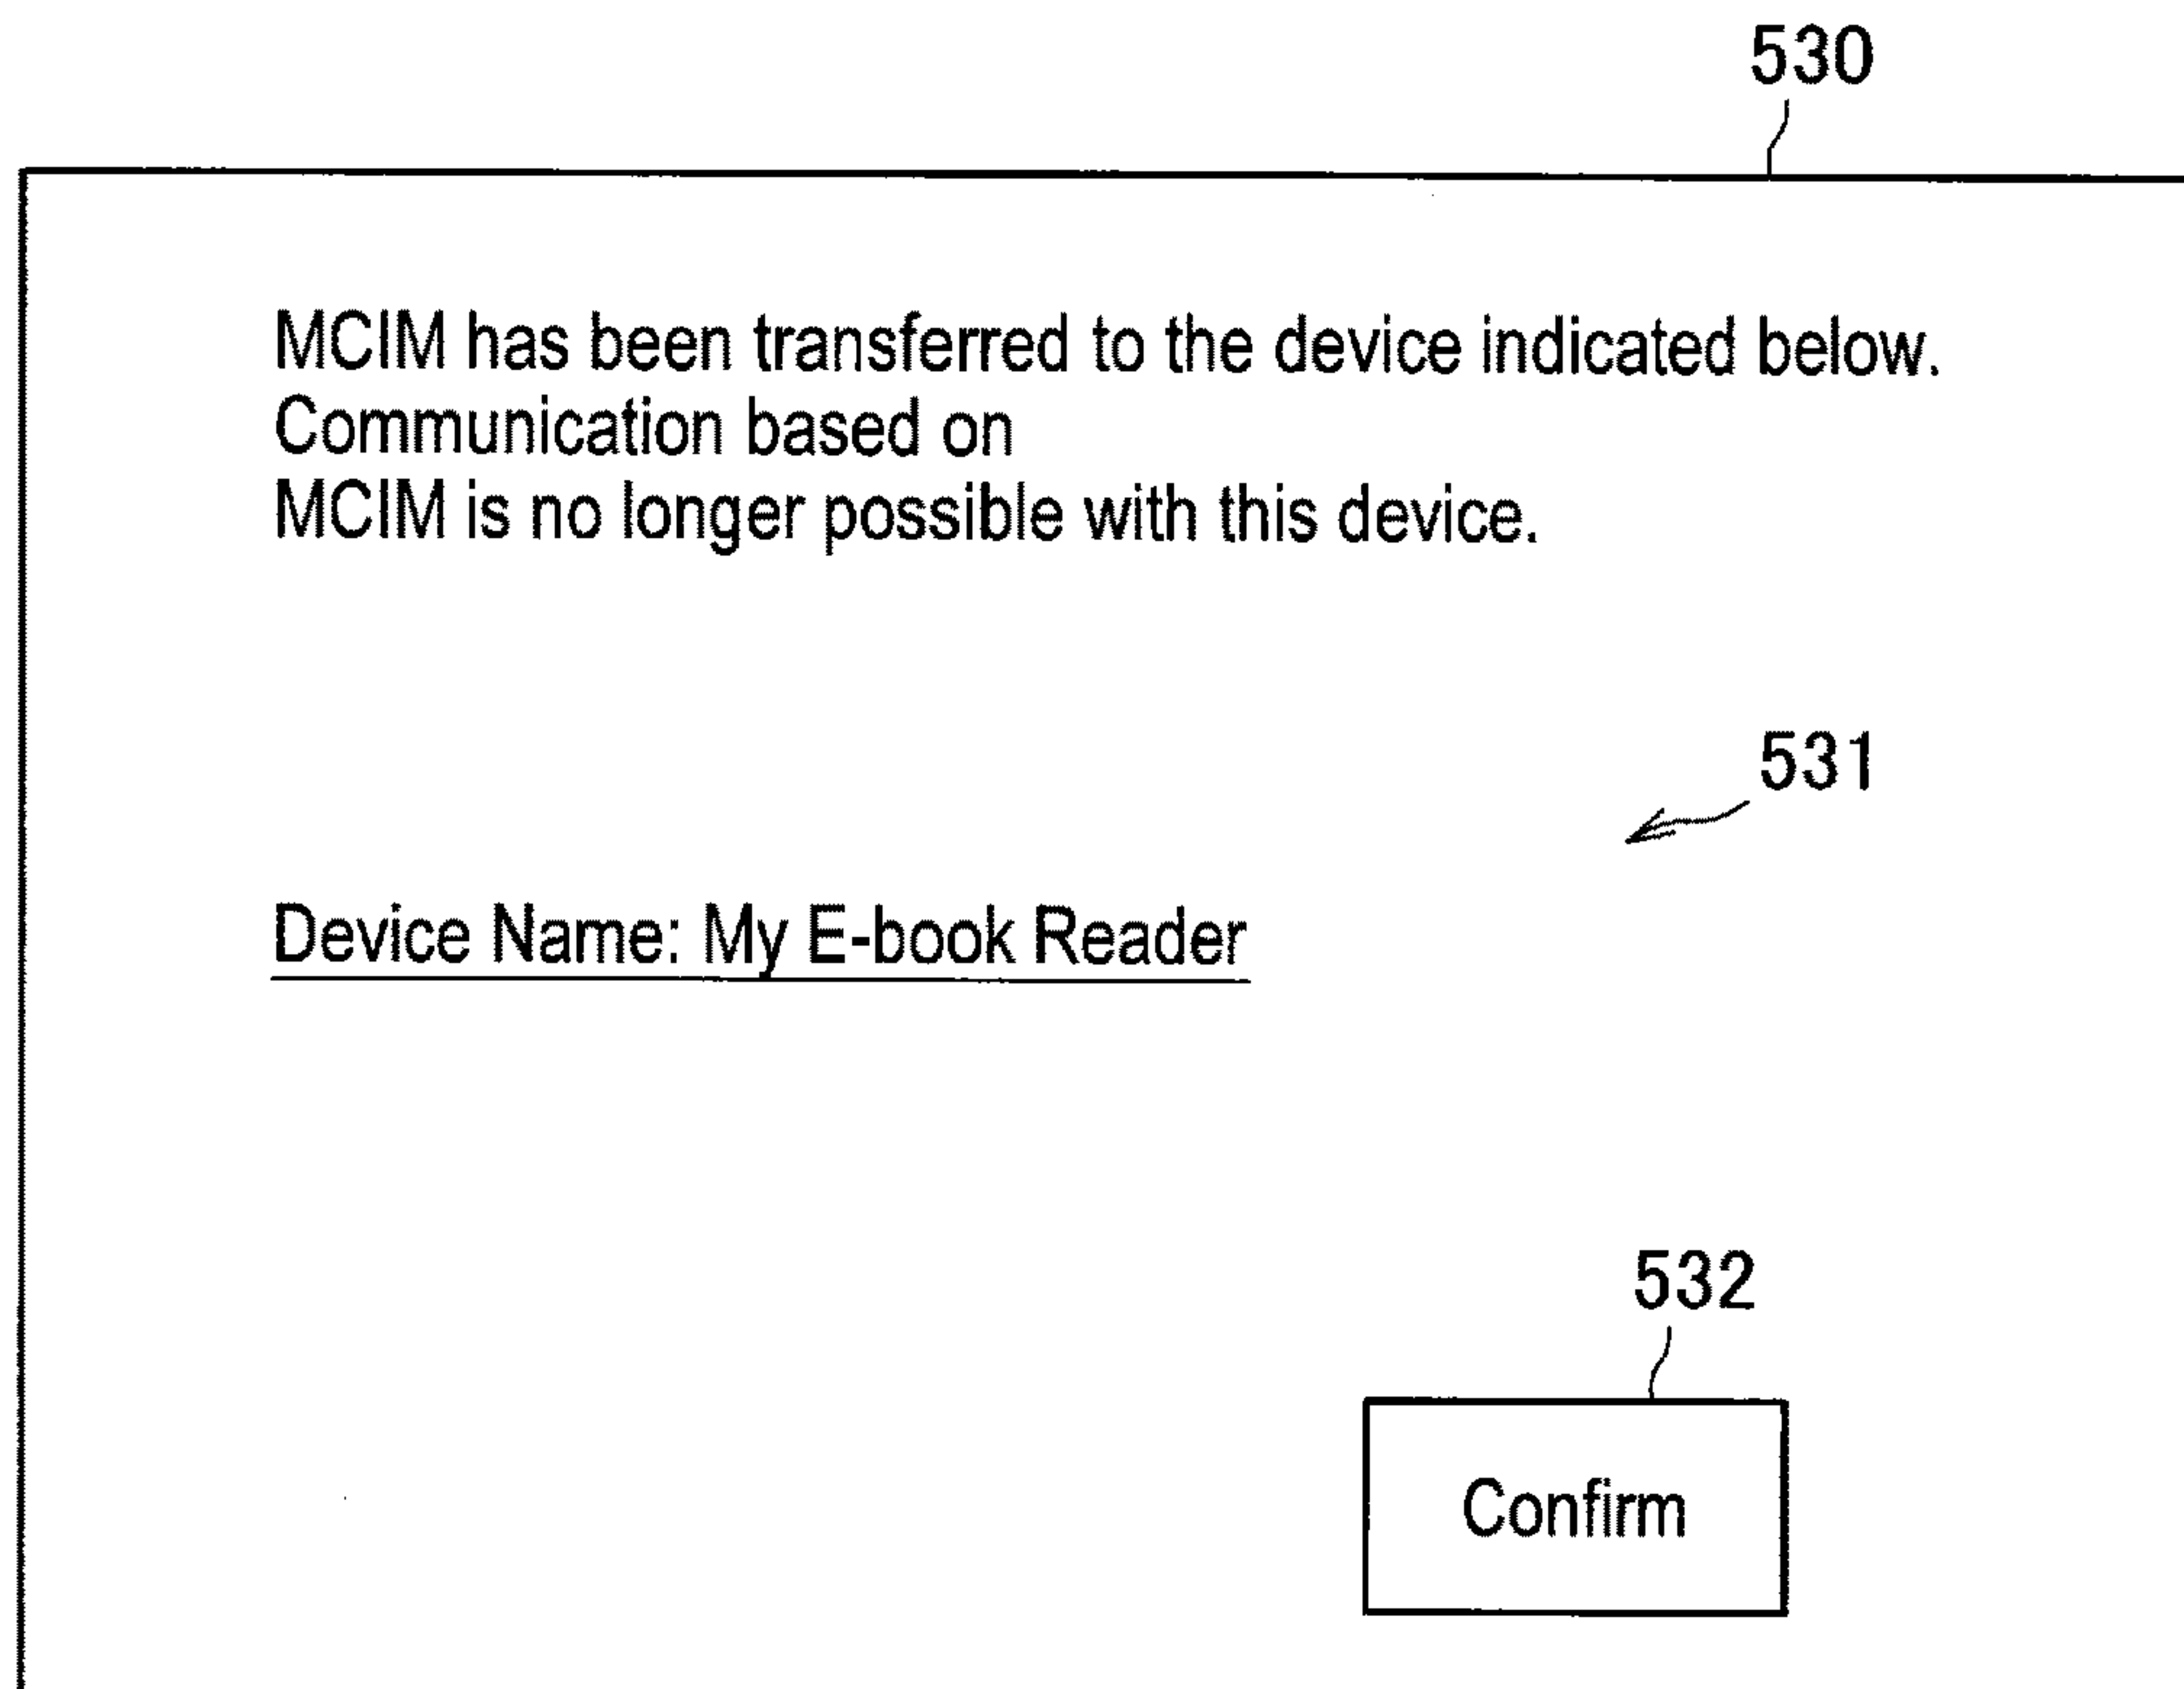 530
MCIM has been transferred to the device indicated below.
Communication based on
MCIM is no longer possible with this device.
531
Device Name: My E-book Reader
532
Confirm